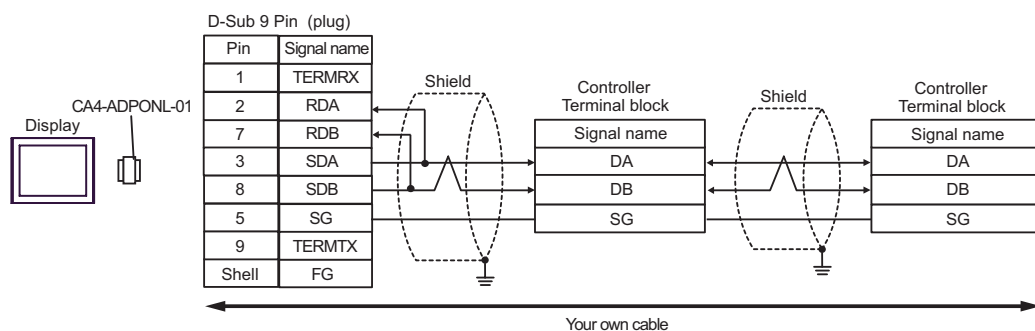 D-Sub 9 Pin (plug)
Pin Signal name
1 TERMRX
2 RDA
7 RDB
3 SDA
8 SDB
5 SG
9 TERMTX
Shell FG
CA4-ADPONL-01
Display
Shield
Controller
Terminal block
Signal name
DA
DB
SG
Shield
Controller
Terminal block
Signal name
DA
DB
SG
Your own cable